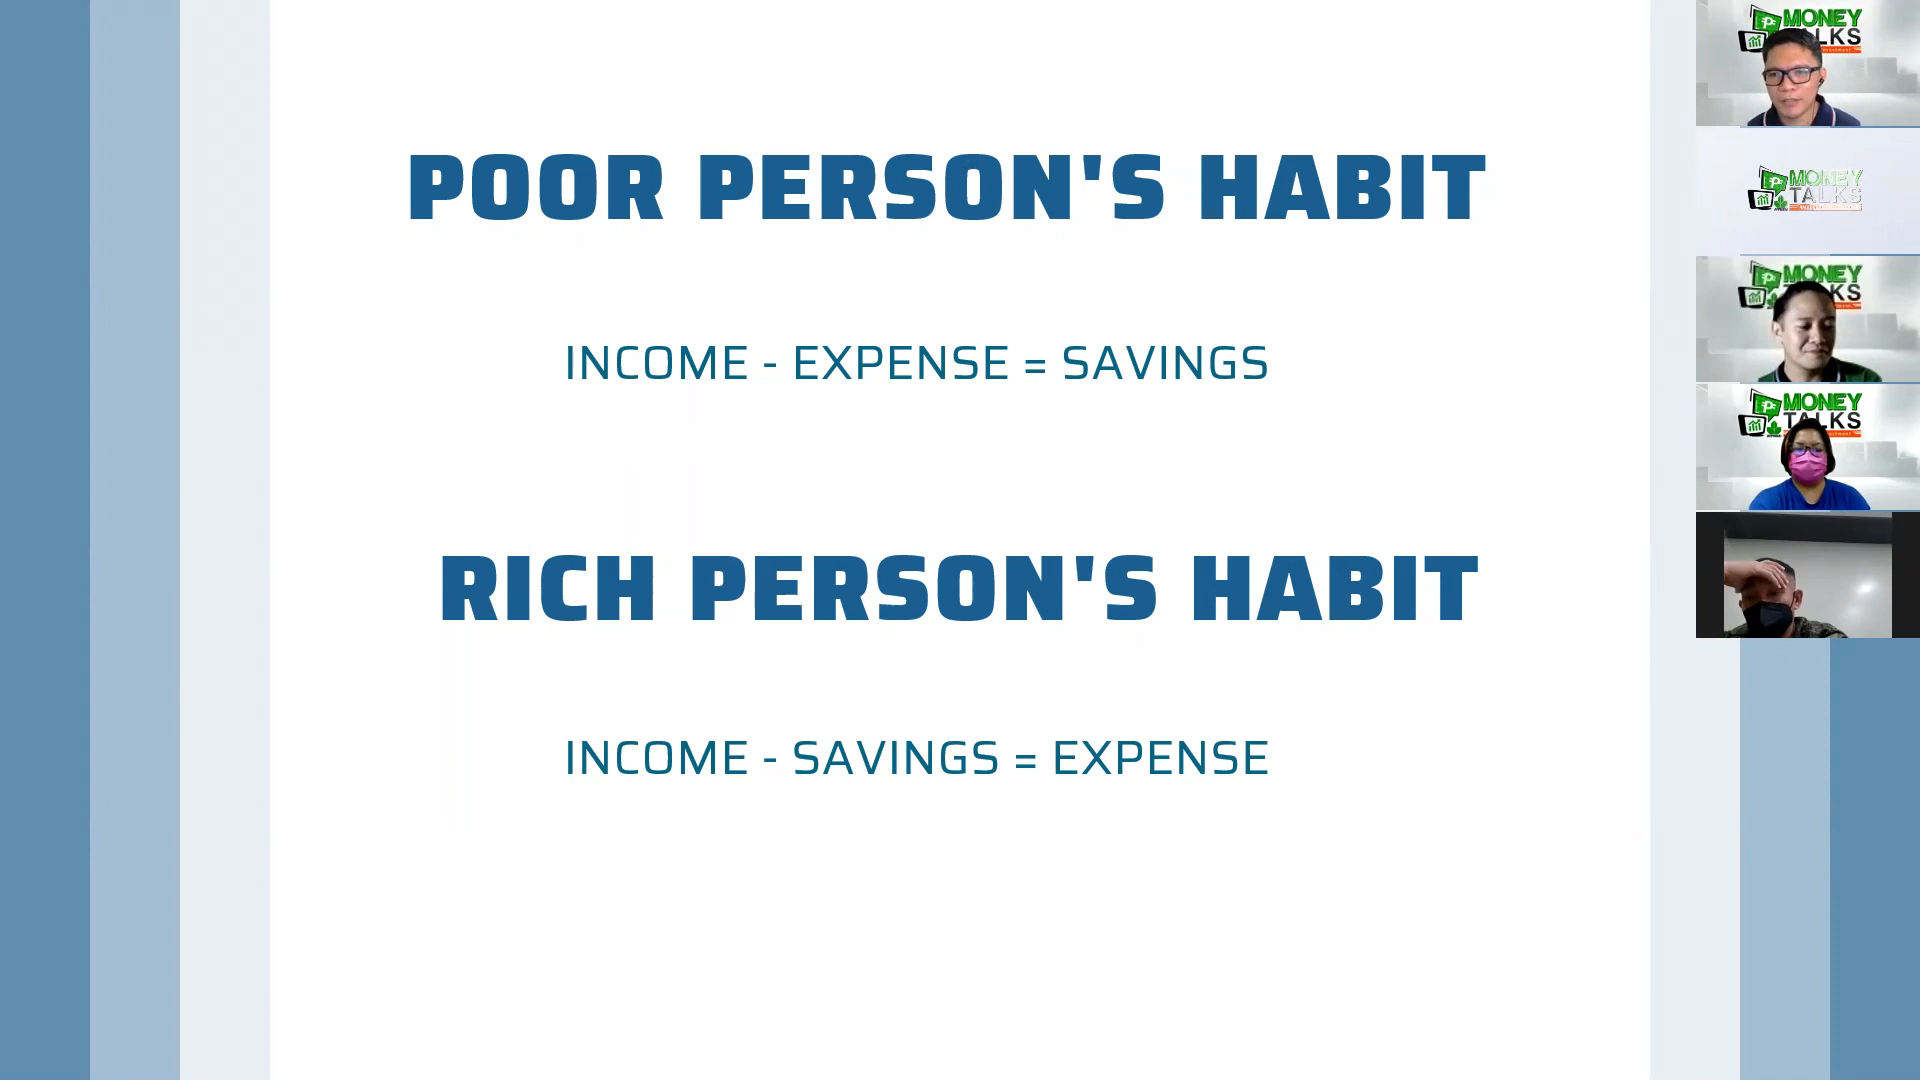 POOR PERSON'S HABIT
INCOME - EXPENSE = SAVINGS
RICH PERSON'S HABIT
INCOME - SAVINGS = EXPENSE
MONEY
TALKS
MONEY
TALKS
MONEY
KS
MONEY
TALKS